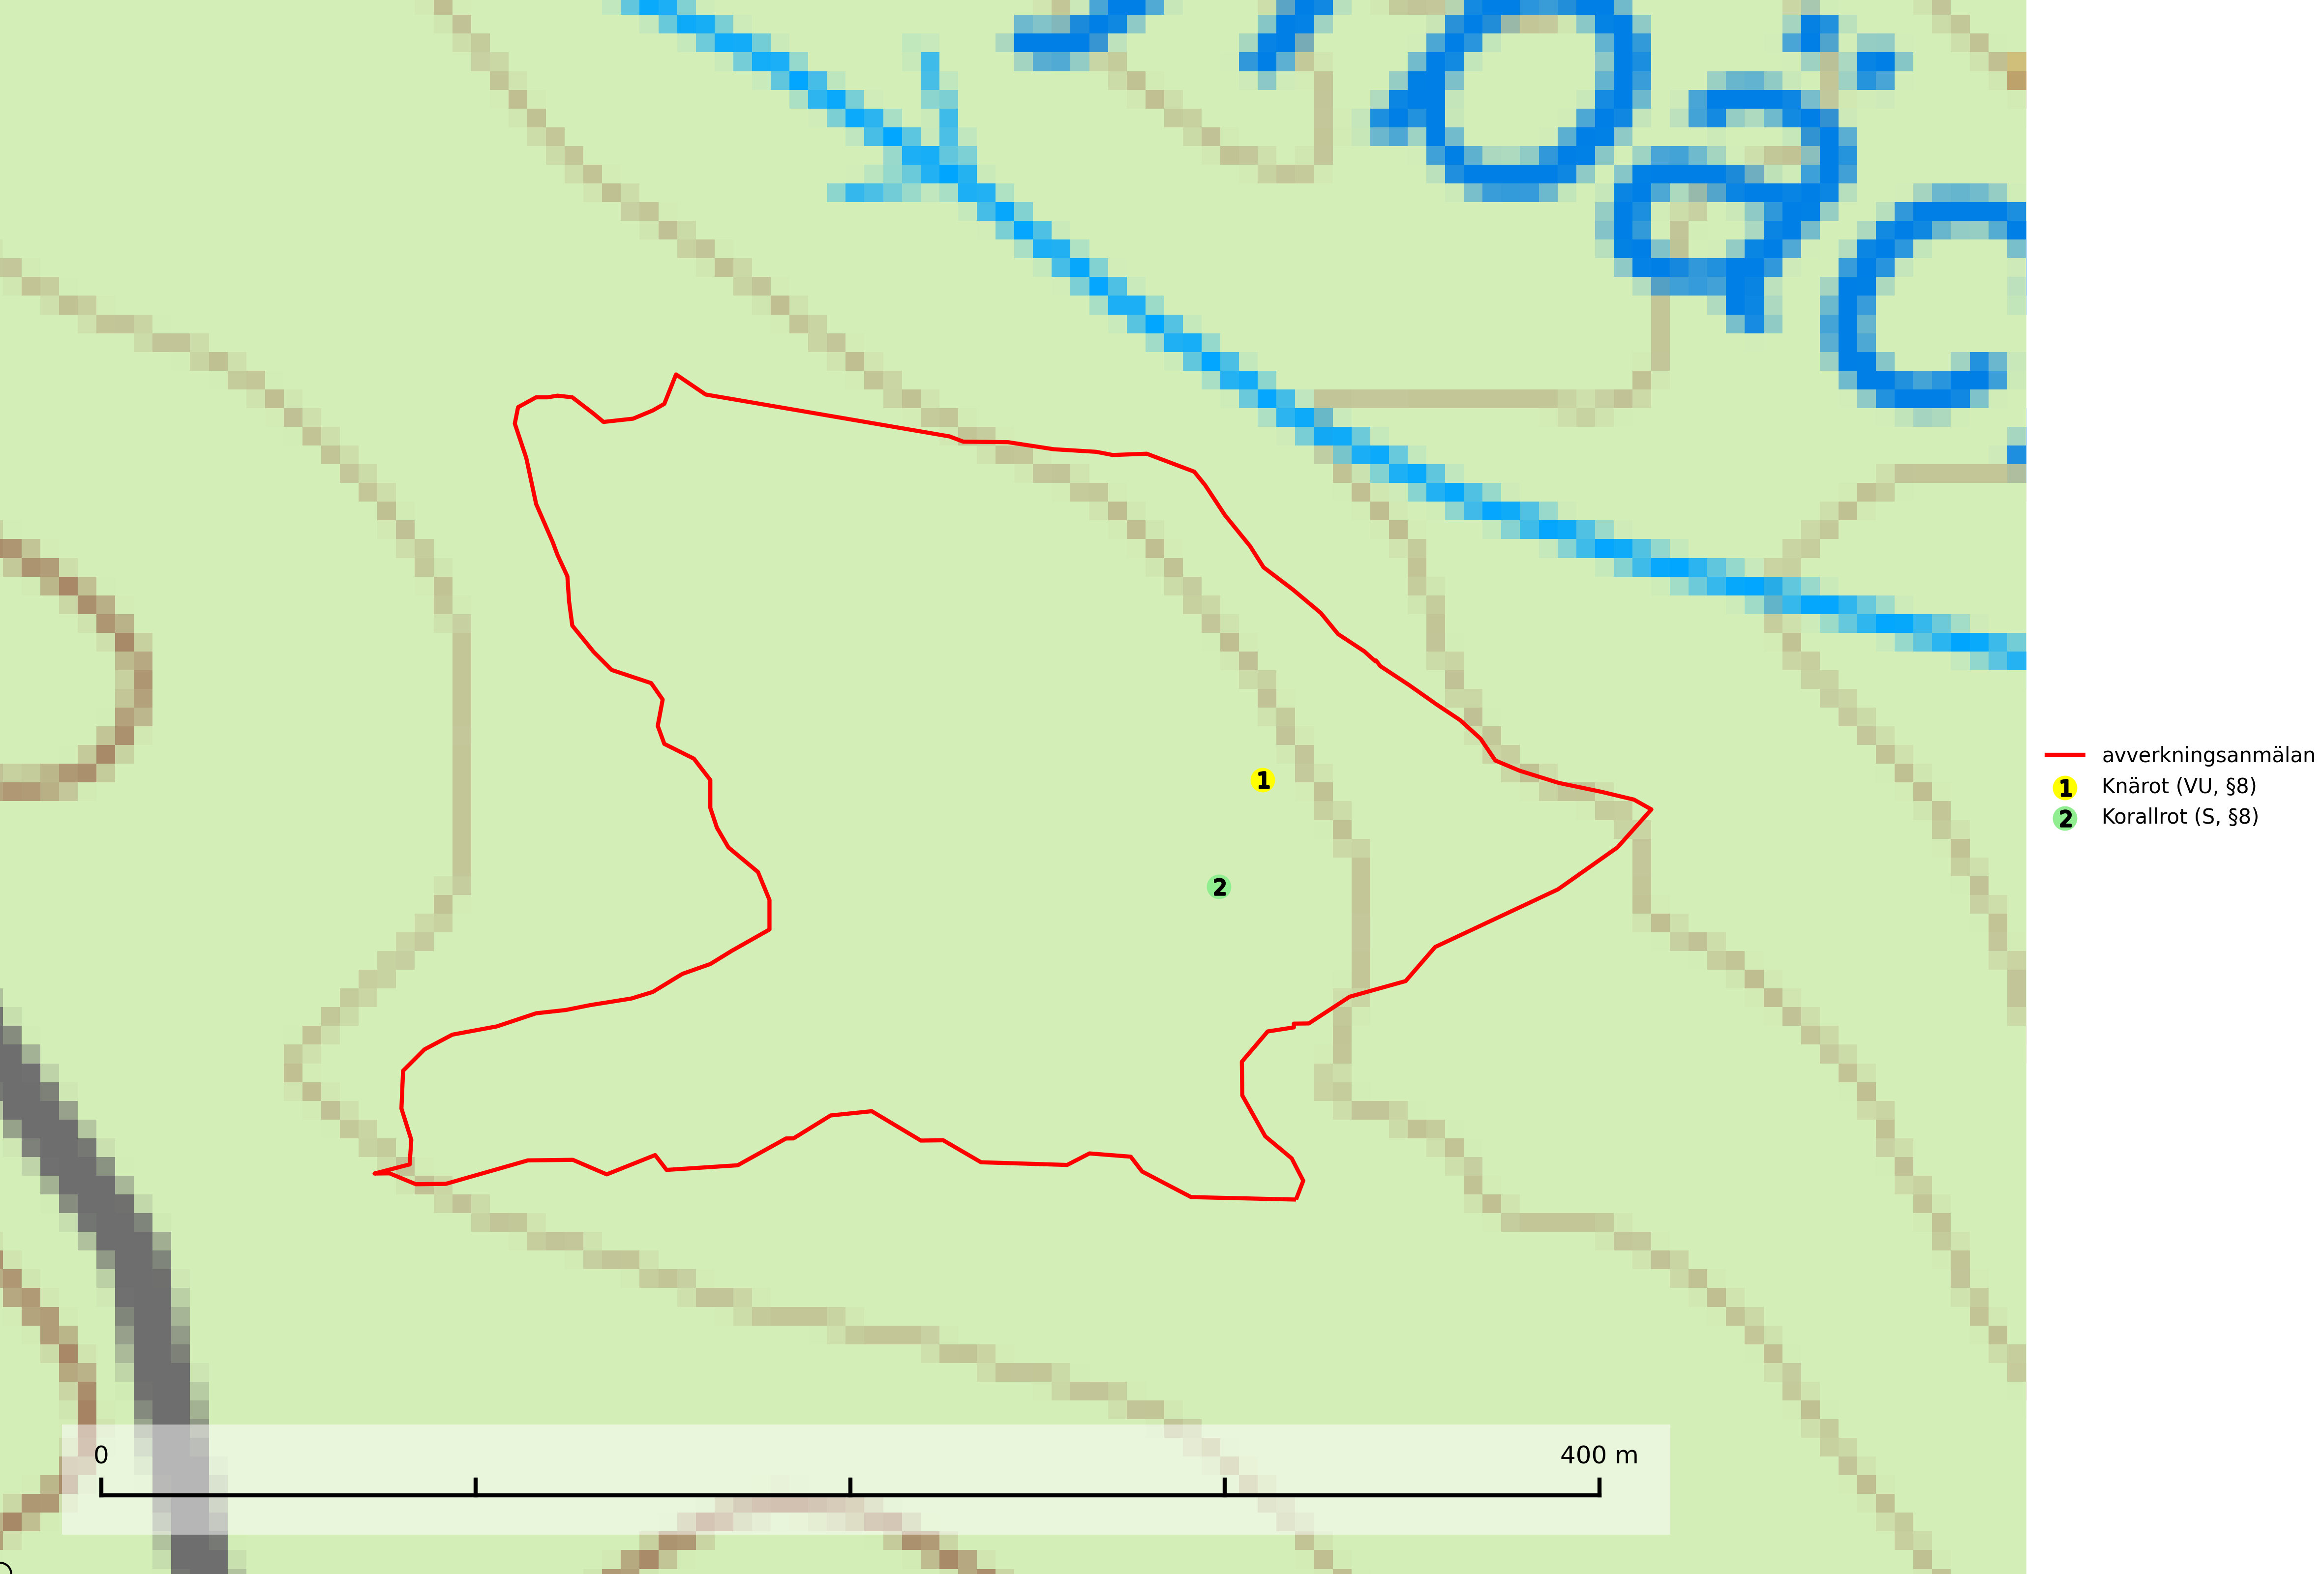 avverkningsanmälan
1 Knärot (VU, §8)
2 Korallrot (S, §8)
1
2
0 400 m